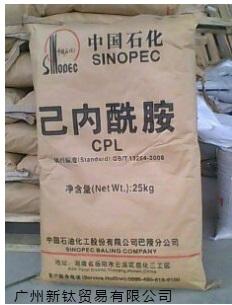 中国石化
SINOPEC
SINOPEC
己内酰胺
CPL
执行标准(Standard) GB/T 13254-2008
净含量(Net Wt.): 25kg
中国石油化工股份有限公司巴陵分公司
SINOPEC BALING COMPANY
广州新钛贸易有限公司